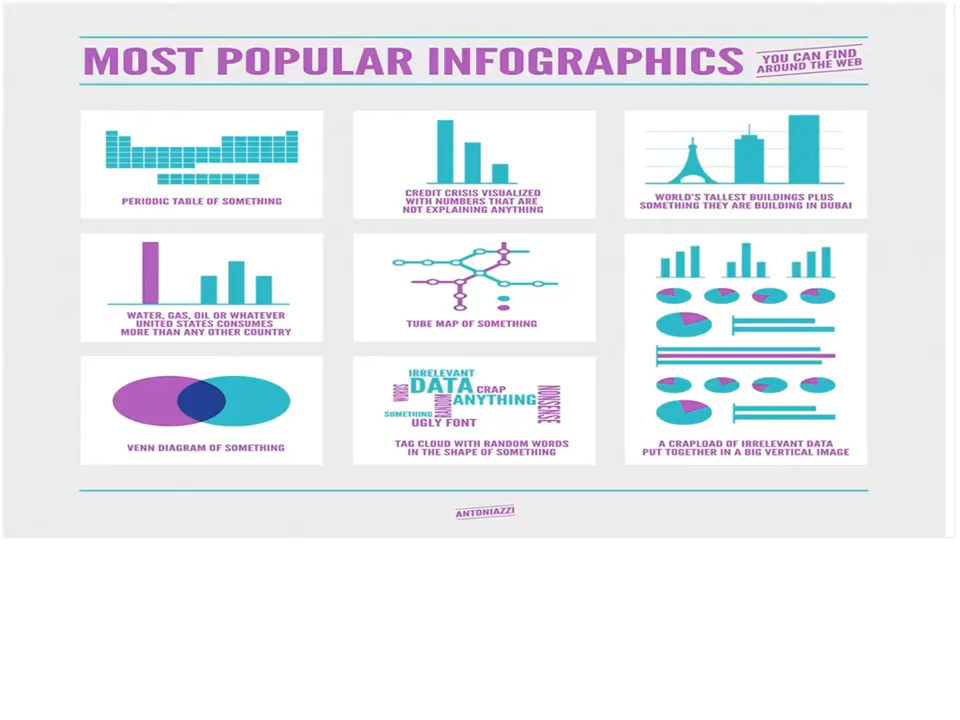 MOST POPULAR INFOGRAPHICS
YOU CAN FIND
AROUND THE WEB
PERIODIC TABLE OF SOMETHING
CREDIT CRISIS VISUALIZED
WITH NUMBERS THAT ARE
NOT EXPLAINING ANYTHING
WORLD'S TALLEST BUILDINGS PLUS
SOMETHING THEY ARE BUILDING IN DUBAI
WATER, GAS, OIL OR WHATEVER
UNITED STATES CONSUMES
MORE THAN ANY OTHER COUNTRY
TUBE MAP OF SOMETHING
VENN DIAGRAM OF SOMETHING
IRRELEVANT
WORDS
DATA
CRAP
RANDOM
ANYTHING
NONSENSE
SOMETHING
UGLY FONT
TAG CLOUD WITH RANDOM WORDS
IN THE SHAPE OF SOMETHING
A CRAPLOAD OF IRRELEVANT DATA
PUT TOGETHER IN A BIG VERTICAL IMAGE
ANTONIAZZI